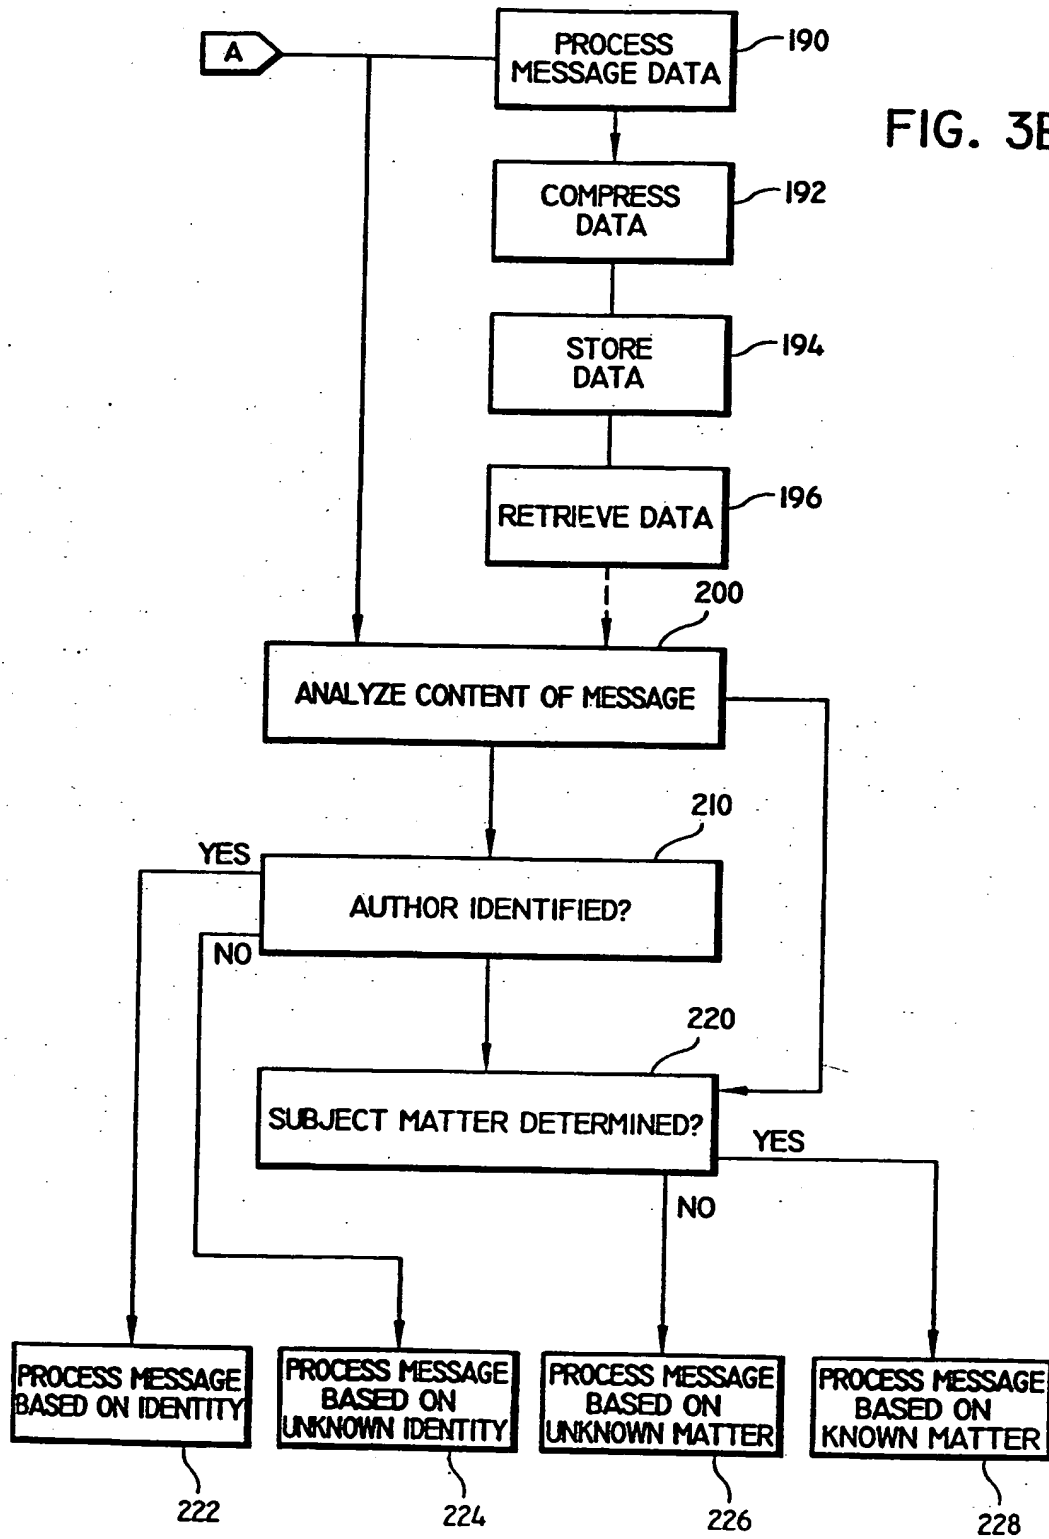 A
PROCESS
MESSAGE DATA
190
FIG. 3B
COMPRESS
DATA
192
STORE
DATA
194
RETRIEVE DATA
196
200
ANALYZE CONTENT OF MESSAGE
210
YES
AUTHOR IDENTIFIED?
NO
220
SUBJECT MATTER DETERMINED?
YES
NO
PROCESS MESSAGE
BASED ON IDENTITY
PROCESS MESSAGE
BASED ON
UNKNOWN IDENTITY
PROCESS MESSAGE
BASED ON
UNKNOWN MATTER
PROCESS MESSAGE
BASED ON
KNOWN MATTER
222
224
226
228